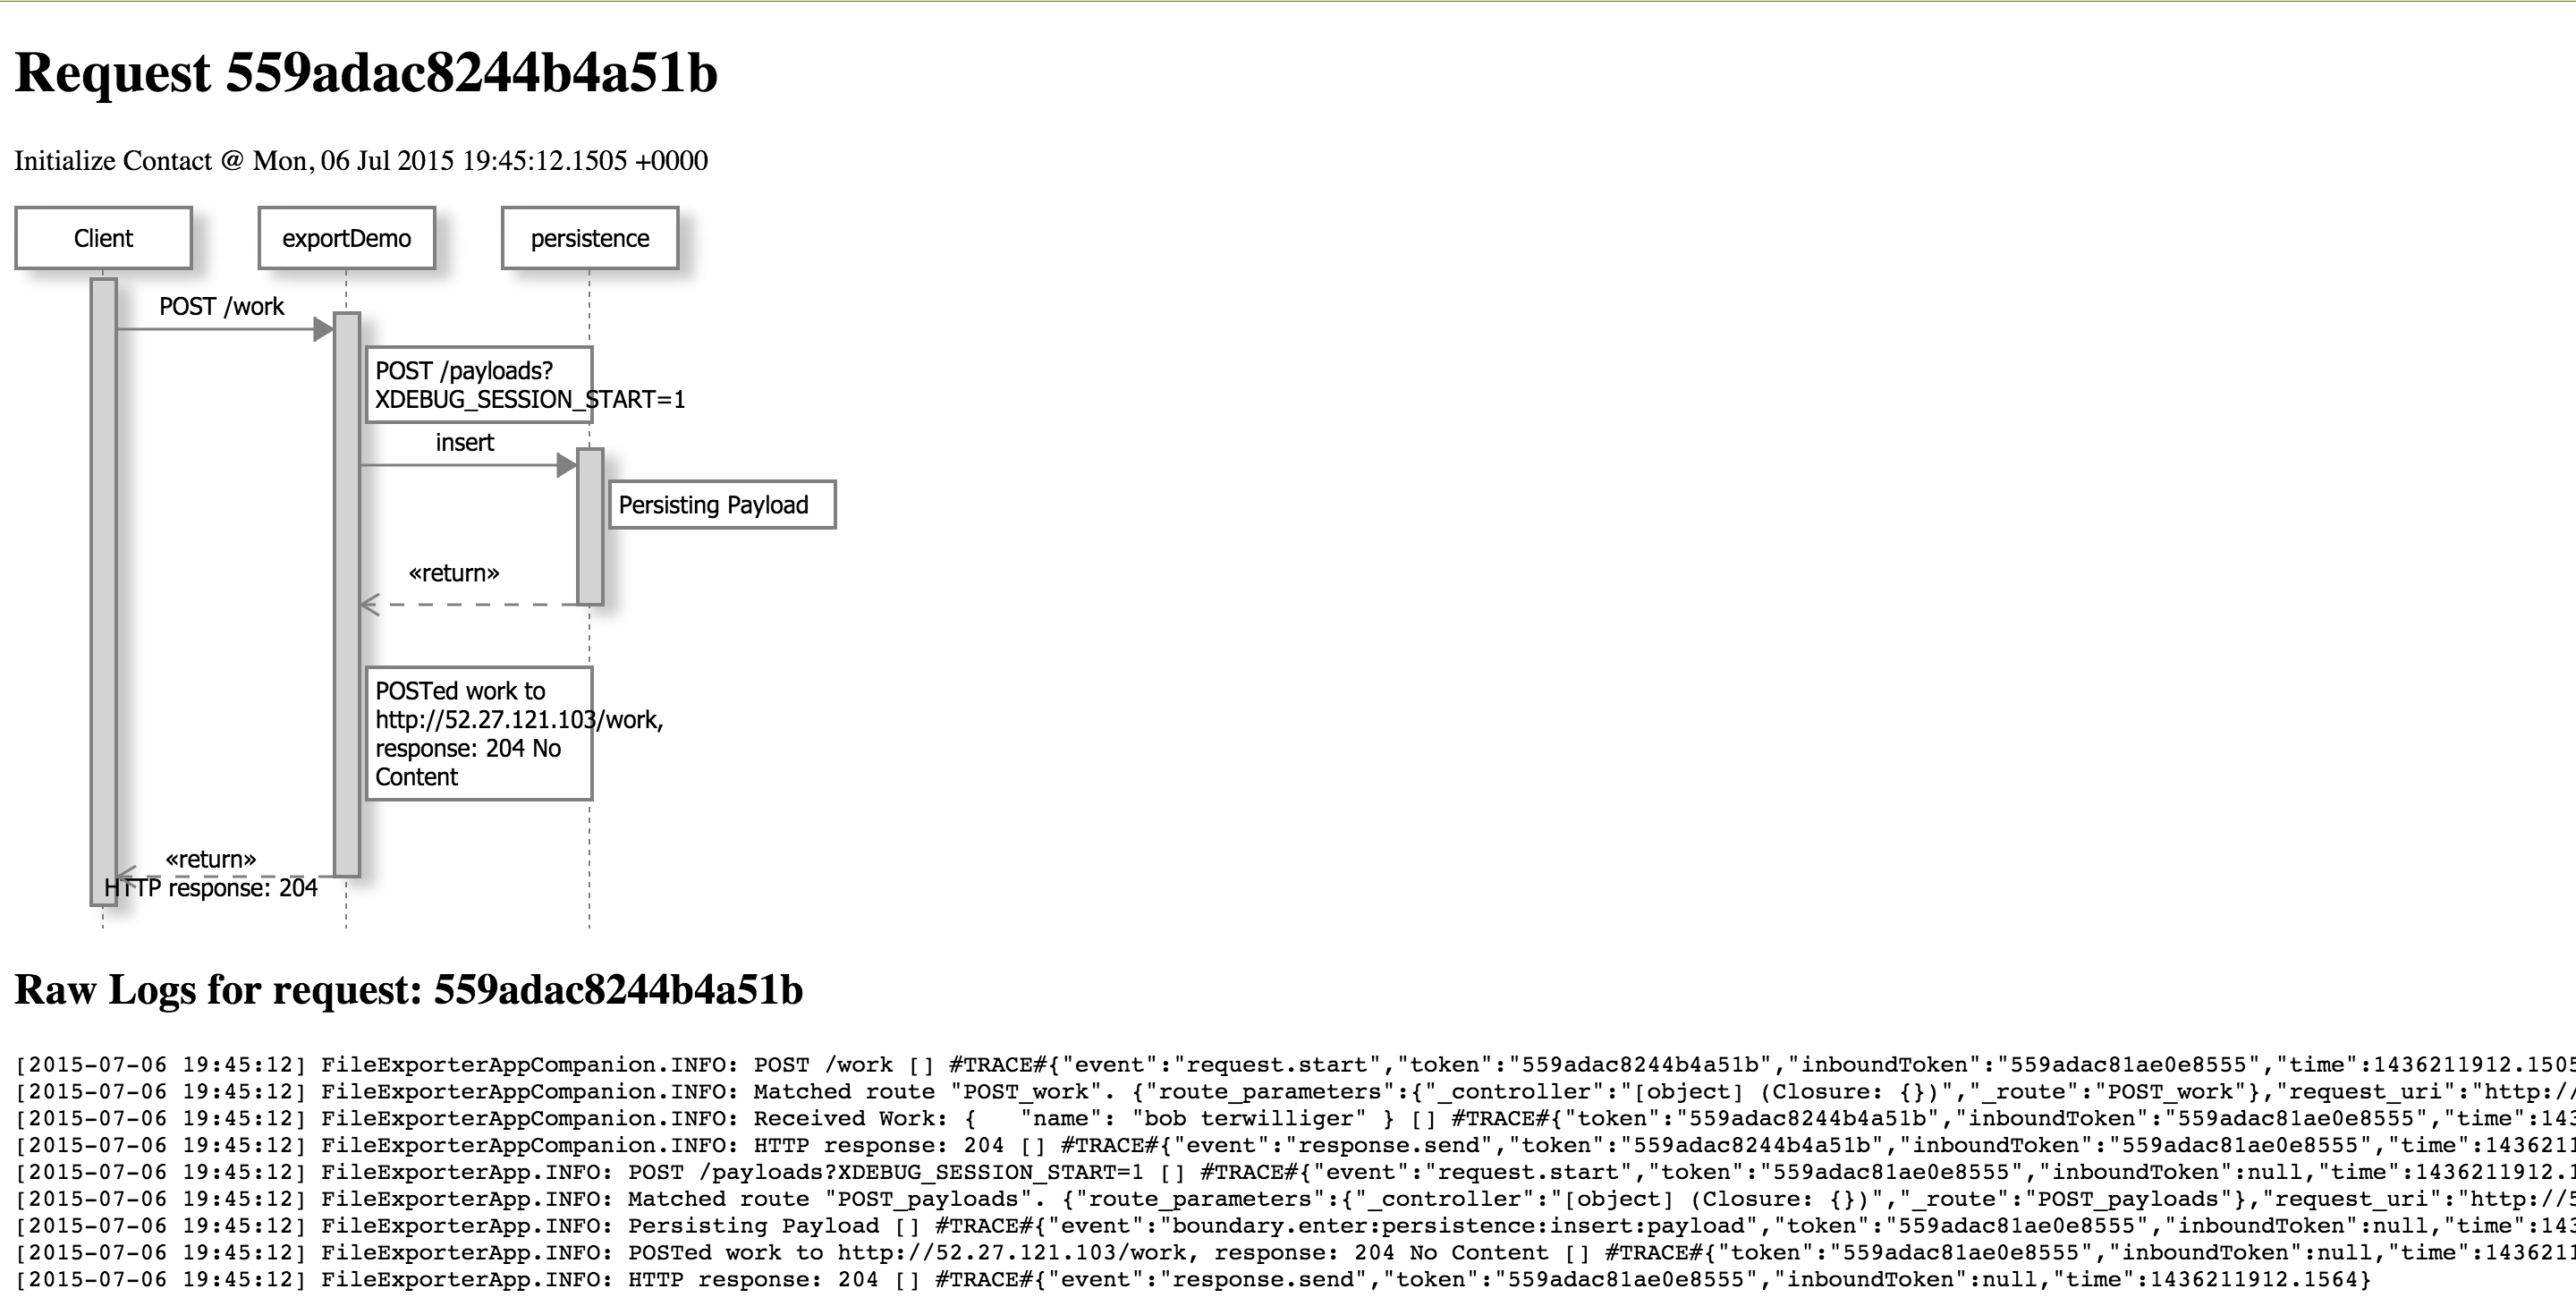 Request 559adac8244b4a51b
Initialize Contact @ Mon, 06 Jul 2015 19:45:12.1505 +0000
Client
exportDemo
persistence
POST /work
POST /payloads?
XDEBUG_SESSION_START=1
insert
Persisting Payload
«return»
POSTed work to
http://52.27.121.103/work,
response: 204 No
Content
«return»
HTTP response: 204
Raw Logs for request: 559adac8244b4a51b
[2015-07-06 19:45:12] FileExporterAppCompanion.INFO: POST /work [] #TRACE#{"event":"request.start","token":"559adac8244b4a51b","inboundToken":"559adac81ae0e8555","time":1436211912.1505
[2015-07-06 19:45:12] FileExporterAppCompanion.INFO: Matched route "POST_work". {"route_parameters":{"_controller":"[object] (Closure: {})","_route":"POST_work"},"request_uri":"http://
[2015-07-06 19:45:12] FileExporterAppCompanion.INFO: Received Work: {   "name": "bob terwilliger" } [] #TRACE#{"token":"559adac8244b4a51b","inboundToken":"559adac81ae0e8555","time":143
[2015-07-06 19:45:12] FileExporterAppCompanion.INFO: HTTP response: 204 [] #TRACE#{"event":"response.send","token":"559adac8244b4a51b","inboundToken":"559adac81ae0e8555","time":1436211
[2015-07-06 19:45:12] FileExporterApp.INFO: POST /payloads?XDEBUG_SESSION_START=1 [] #TRACE#{"event":"request.start","token":"559adac81ae0e8555","inboundToken":null,"time":1436211912.1
[2015-07-06 19:45:12] FileExporterApp.INFO: Matched route "POST_payloads". {"route_parameters":{"_controller":"[object] (Closure: {})","_route":"POST_payloads"},"request_uri":"http://5
[2015-07-06 19:45:12] FileExporterApp.INFO: Persisting Payload [] #TRACE#{"event":"boundary.enter:persistence:insert:payload","token":"559adac81ae0e8555","inboundToken":null,"time":143
[2015-07-06 19:45:12] FileExporterApp.INFO: POSTed work to http://52.27.121.103/work, response: 204 No Content [] #TRACE#{"token":"559adac81ae0e8555","inboundToken":null,"time":1436211
[2015-07-06 19:45:12] FileExporterApp.INFO: HTTP response: 204 [] #TRACE#{"event":"response.send","token":"559adac81ae0e8555","inboundToken":null,"time":1436211912.1564}